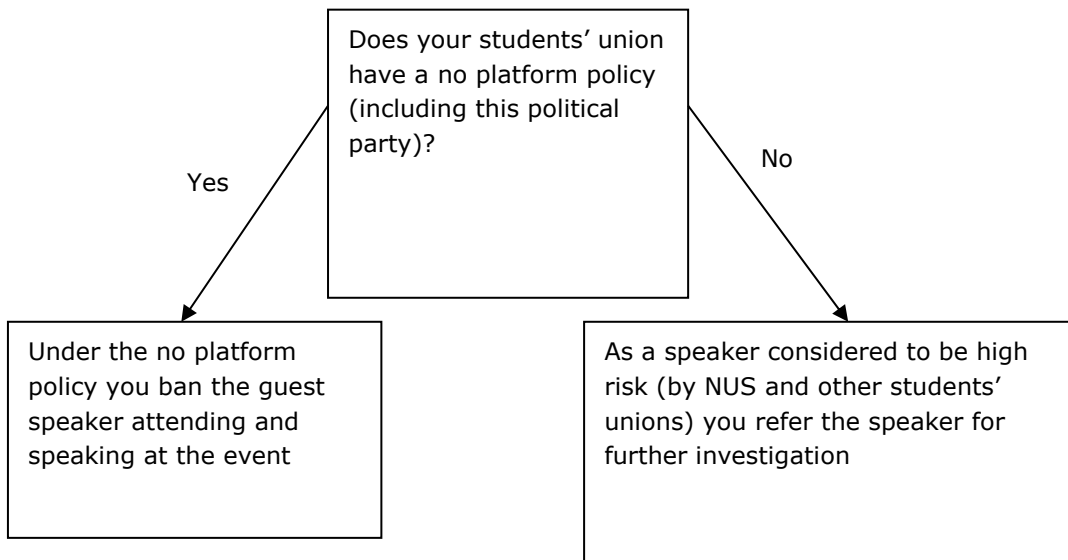 Does your students’ union
have a no platform policy
(including this political
party)?
Yes
No
Under the no platform
policy you ban the guest
speaker attending and
speaking at the event
As a speaker considered to be high
risk (by NUS and other students’
unions) you refer the speaker for
further investigation